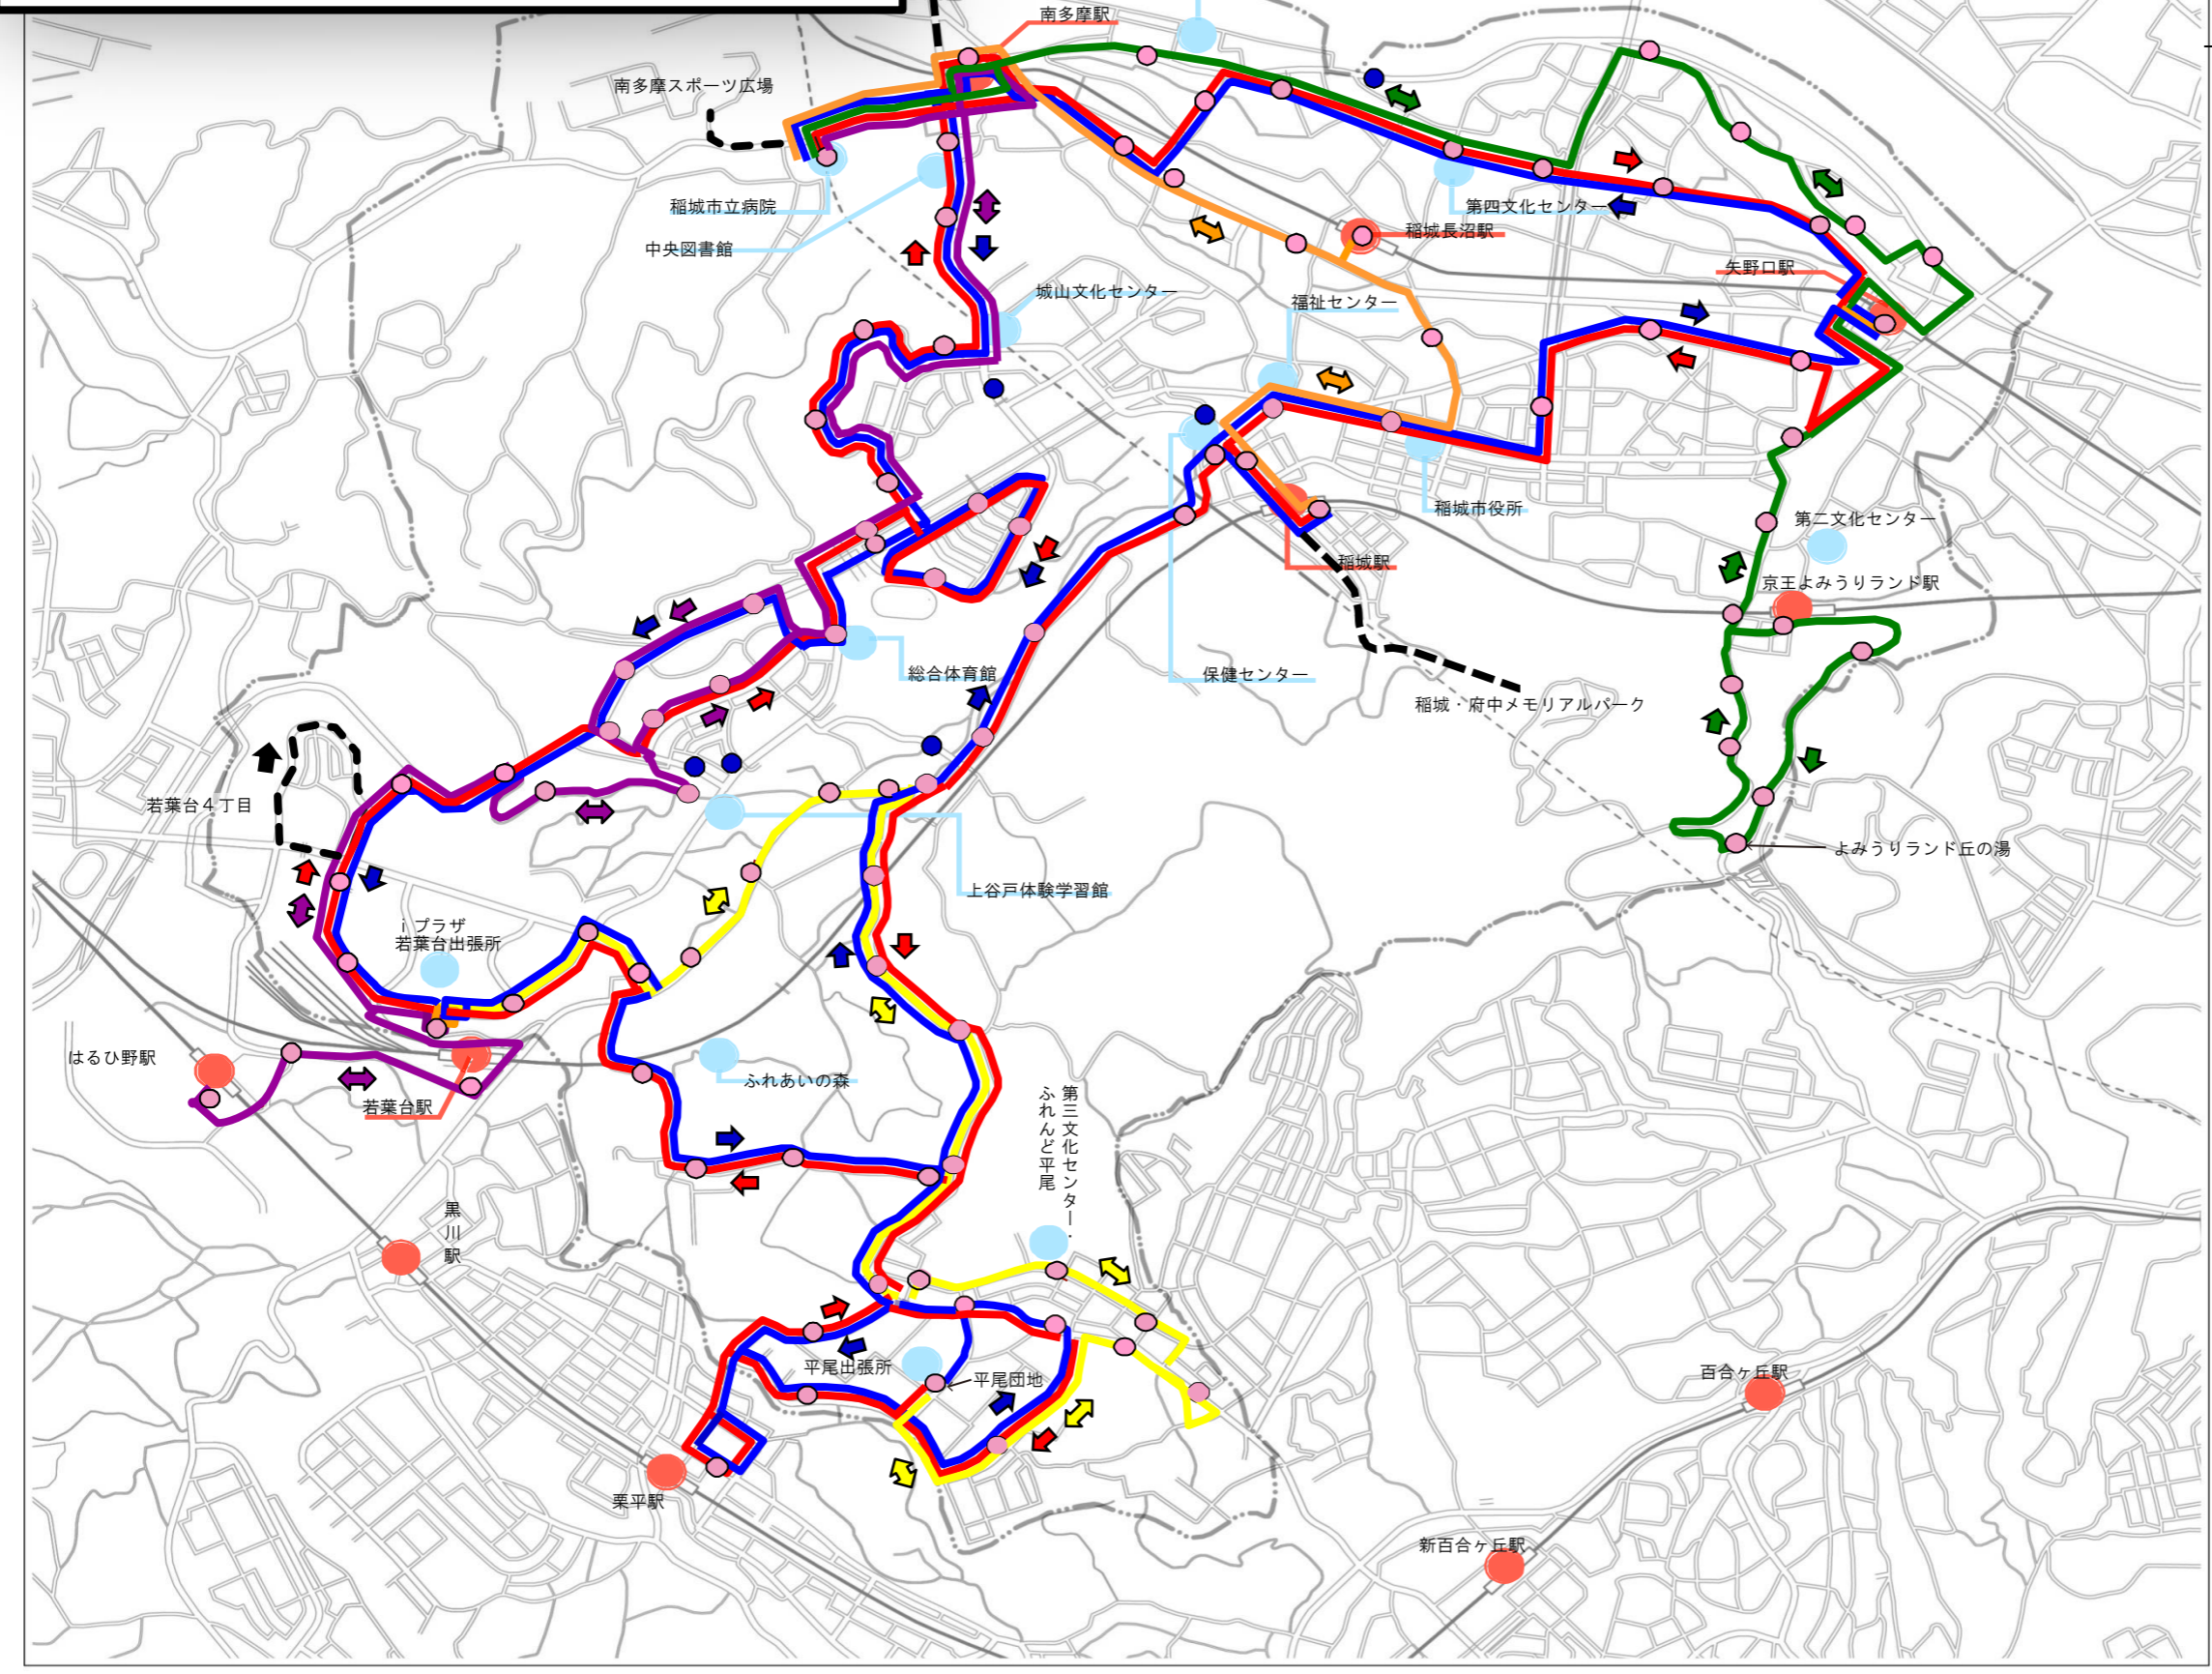 南多摩駅
南多摩スポーツ広場
稲城市立病院
第四文化センター
稲城長沼駅
中央図書館
矢野口駅
城山文化センター
福祉センター
稲城市役所
第二文化センター
稲城駅
京王よみうりランド駅
総合体育館
保健センター
稲城・府中メモリアルパーク
若葉台４丁目
よみうりランド丘の湯
上谷戸体験学習館
ｉプラザ
若葉台出張所
はるひ野駅
ふれあいの森
若葉台駅
第三文化センター・
ふれんど平尾
黒川駅
平尾出張所
平尾団地
百合ヶ丘駅
栗平駅
新百合ヶ丘駅